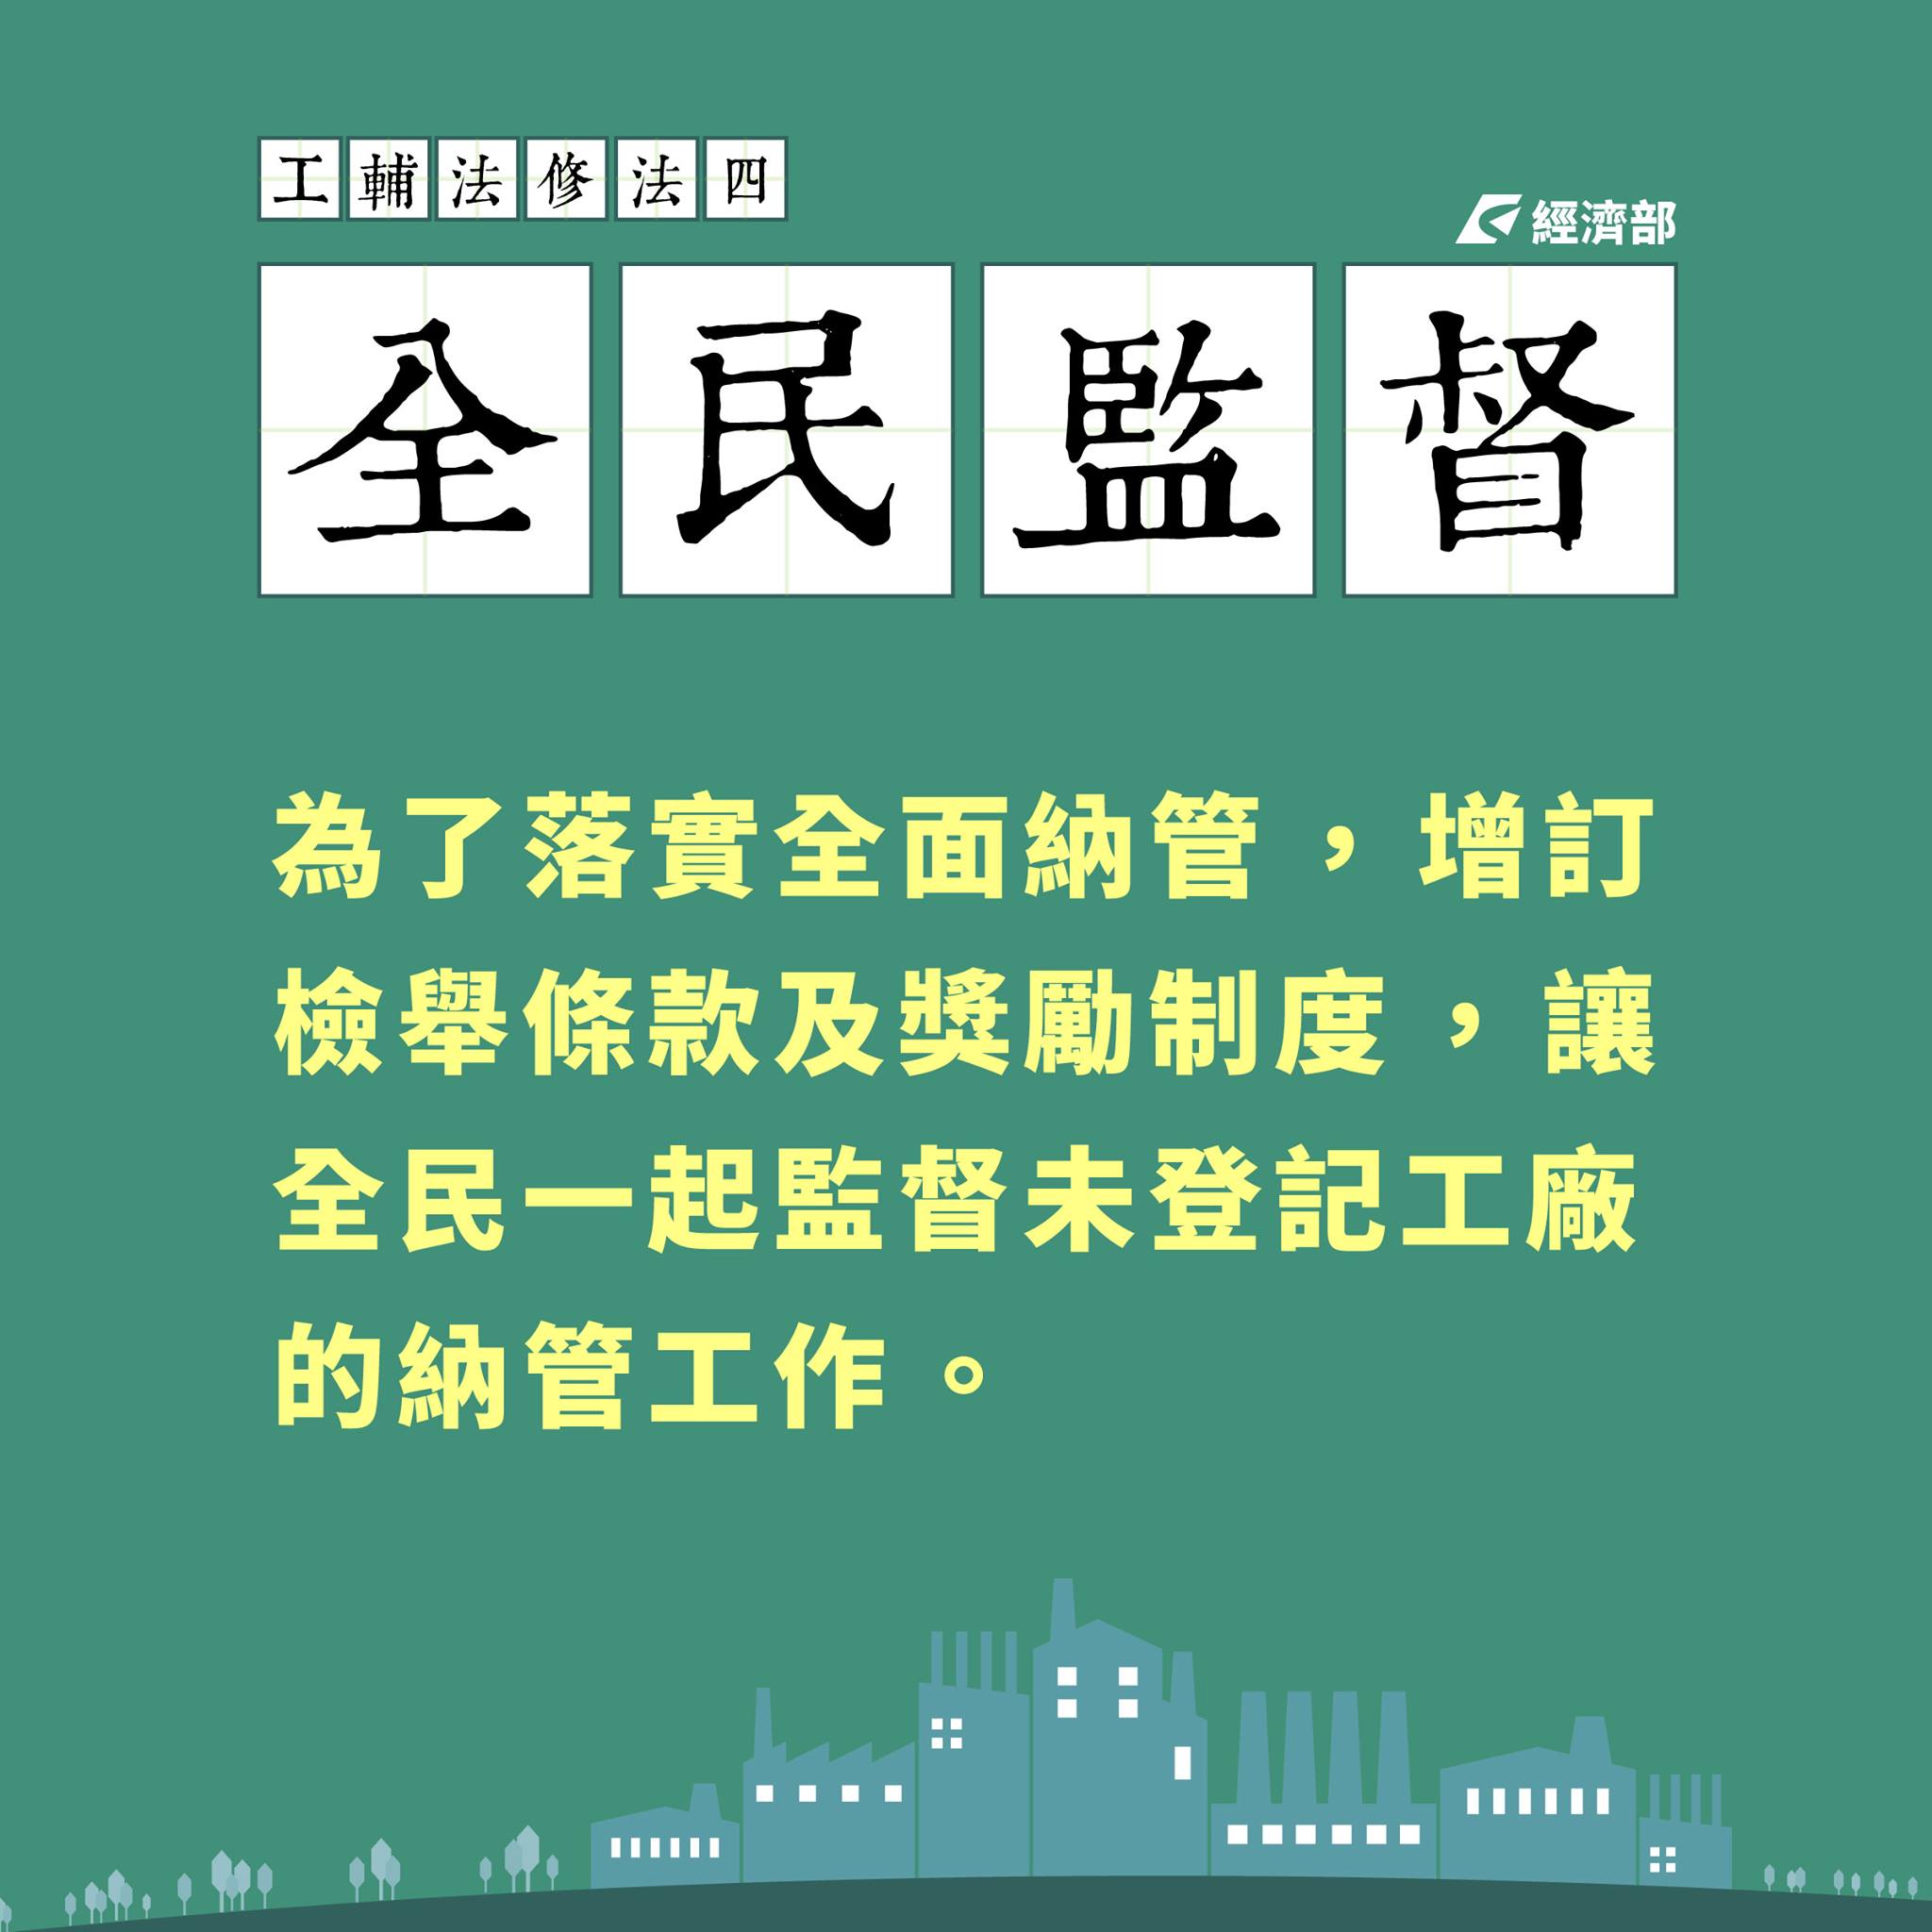 工輔法修法四
經濟部
全民監督
為了落實全面納管，增訂
檢舉條款及獎勵制度，讓
全民一起監督未登記工廠
的納管工作。